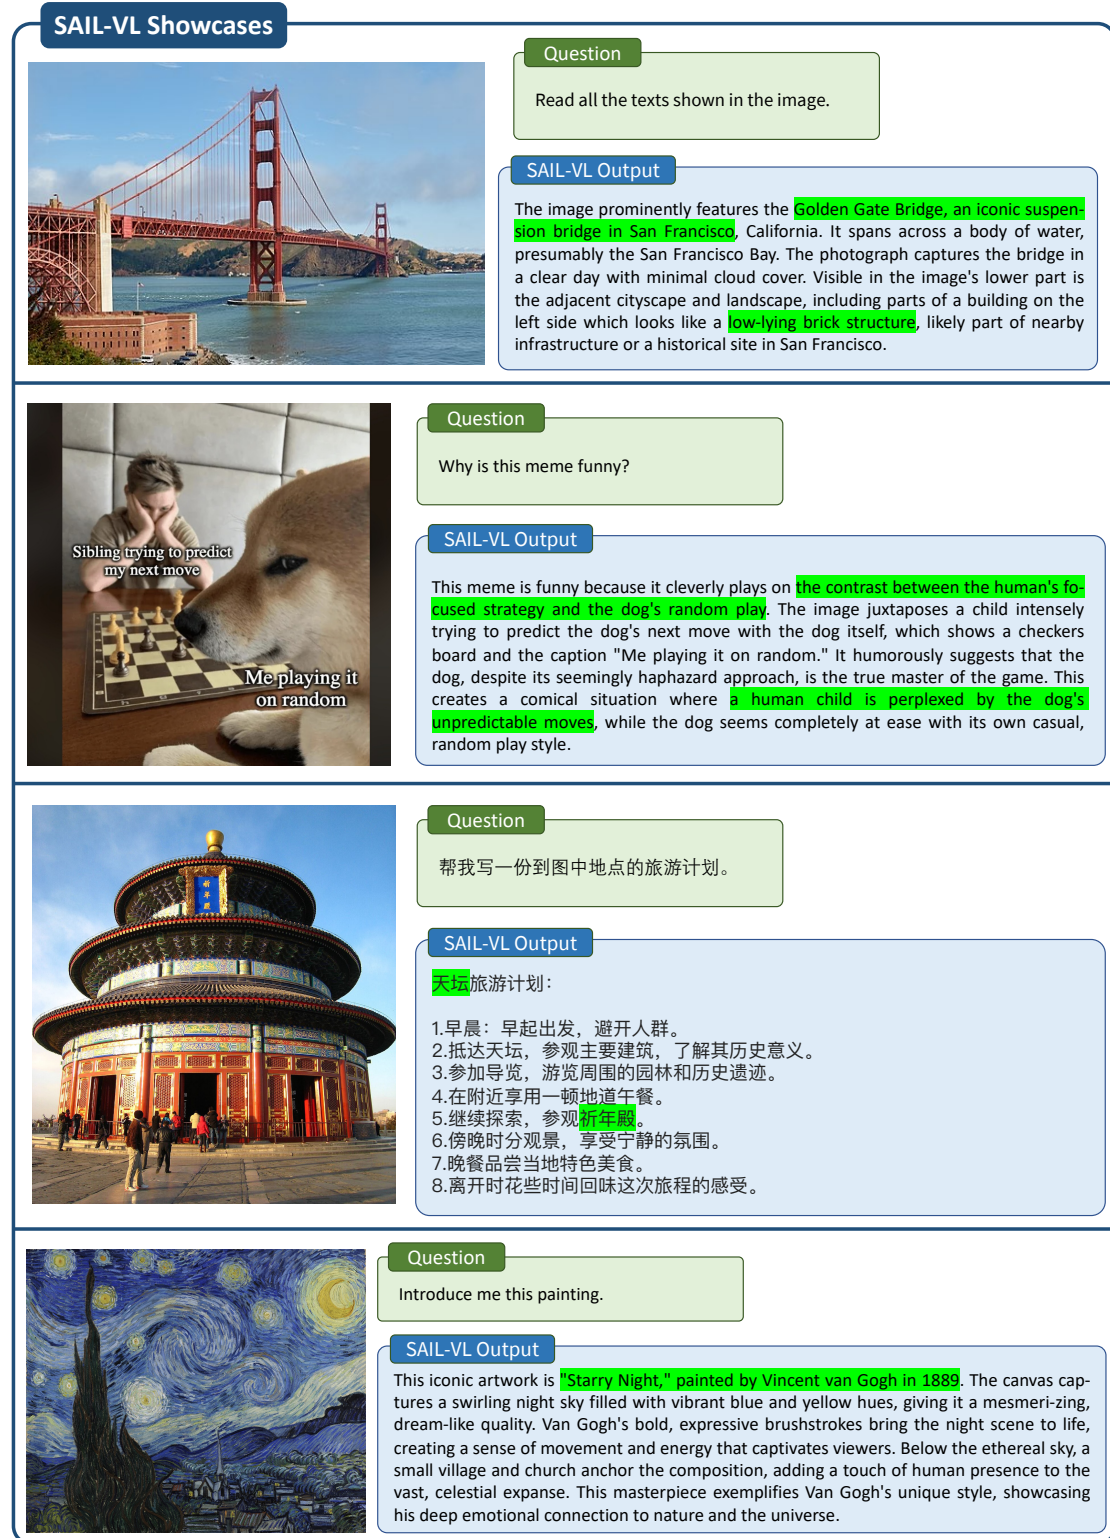 SAIL-VL Showcases
Question
Read all the texts shown in the image.
SAIL-VL Output
The image prominently features the Golden Gate Bridge, an iconic suspen-
sion bridge in San Francisco, California. It spans across a body of water,
presumably the San Francisco Bay. The photograph captures the bridge in
a clear day with minimal cloud cover. Visible in the image's lower part is
the adjacent cityscape and landscape, including parts of a building on the
left side which looks like a low-lying brick structure, likely part of nearby
infrastructure or a historical site in San Francisco.
Sibling trying to predict
my next move
Me playing it
on random
Question
Why is this meme funny?
SAIL-VL Output
This meme is funny because it cleverly plays on the contrast between the human's fo-
cused strategy and the dog's random play. The image juxtaposes a child intensely
trying to predict the dog's next move with the dog itself, which shows a checkers
board and the caption "Me playing it on random." It humorously suggests that the
dog, despite its seemingly haphazard approach, is the true master of the game. This
creates a comical situation where a human child is perplexed by the dog's
unpredictable moves, while the dog seems completely at ease with its own casual,
random play style.
祈年殿
Question
帮我写一份到图中地点的旅游计划。
SAIL-VL Output
天坛旅游计划：
1.早晨：早起出发，避开人群。
2.抵达天坛，参观主要建筑，了解其历史意义。
3.参加导览，游览周围的园林和历史遗迹。
4.在附近享用一顿地道午餐。
5.继续探索，参观祈年殿。
6.傍晚时分观景，享受宁静的氛围。
7.晚餐品尝当地特色美食。
8.离开时花些时间回味这次旅程的感受。
Question
Introduce me this painting.
SAIL-VL Output
This iconic artwork is "Starry Night," painted by Vincent van Gogh in 1889. The canvas cap-
tures a swirling night sky filled with vibrant blue and yellow hues, giving it a mesmeri-zing,
dream-like quality. Van Gogh's bold, expressive brushstrokes bring the night scene to life,
creating a sense of movement and energy that captivates viewers. Below the ethereal sky, a
small village and church anchor the composition, adding a touch of human presence to the
vast, celestial expanse. This masterpiece exemplifies Van Gogh's unique style, showcasing
his deep emotional connection to nature and the universe.